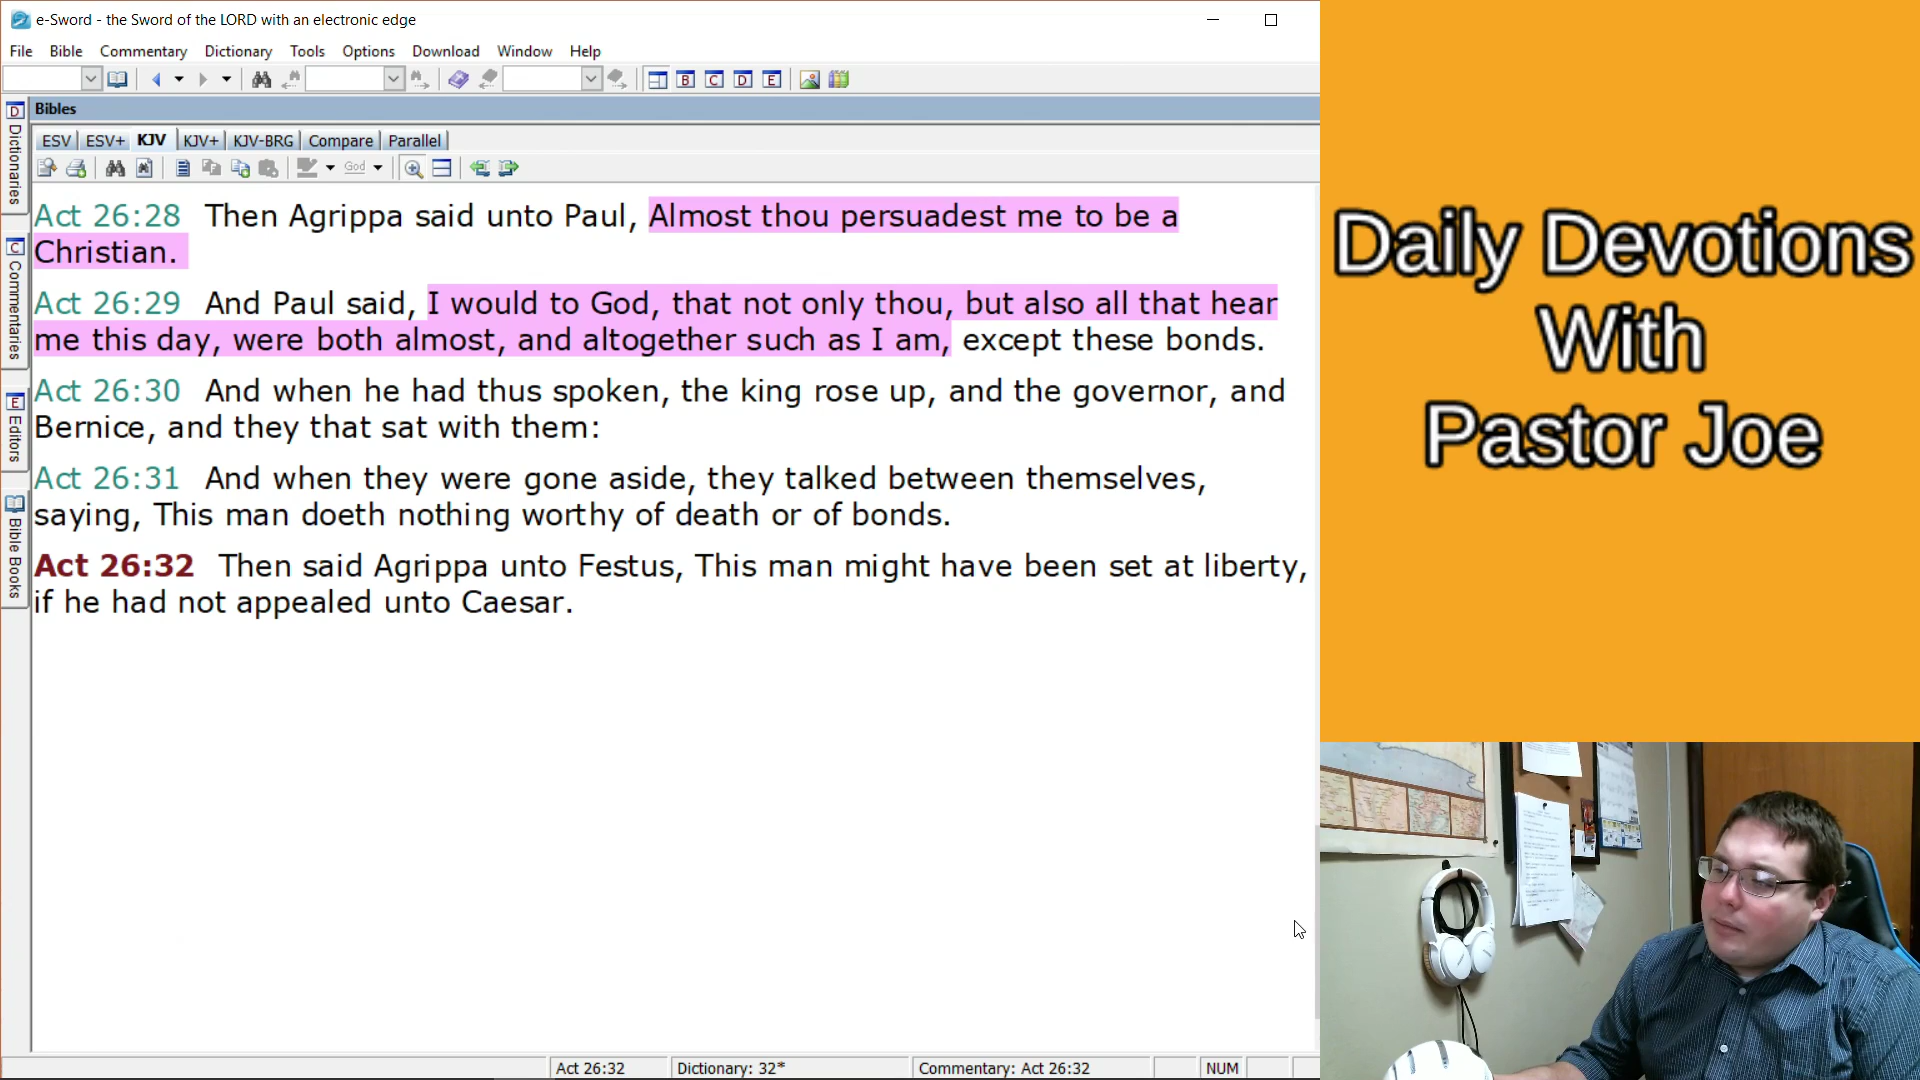 e-Sword - the Sword of the LORD with an electronic edge
File Bible Commentary Dictionary Tools Options Download Window Help
B C D E
Bibles
D Dictionaries
C Commentaries
E Editors
Bible Books
ESV ESV+ KJV KJV+ KJV-BRG Compare Parallel
God
Act 26:28 Then Agrippa said unto Paul, Almost thou persuadest me to be a
Christian.
Act 26:29 And Paul said, I would to God, that not only thou, but also all that hear
me this day, were both almost, and altogether such as I am, except these bonds.
Act 26:30 And when he had thus spoken, the king rose up, and the governor, and
Bernice, and they that sat with them:
Act 26:31 And when they were gone aside, they talked between themselves,
saying, This man doeth nothing worthy of death or of bonds.
Act 26:32 Then said Agrippa unto Festus, This man might have been set at liberty,
if he had not appealed unto Caesar.
Act 26:32 Dictionary: 32* Commentary: Act 26:32 NUM
Daily Devotions
With
Pastor Joe